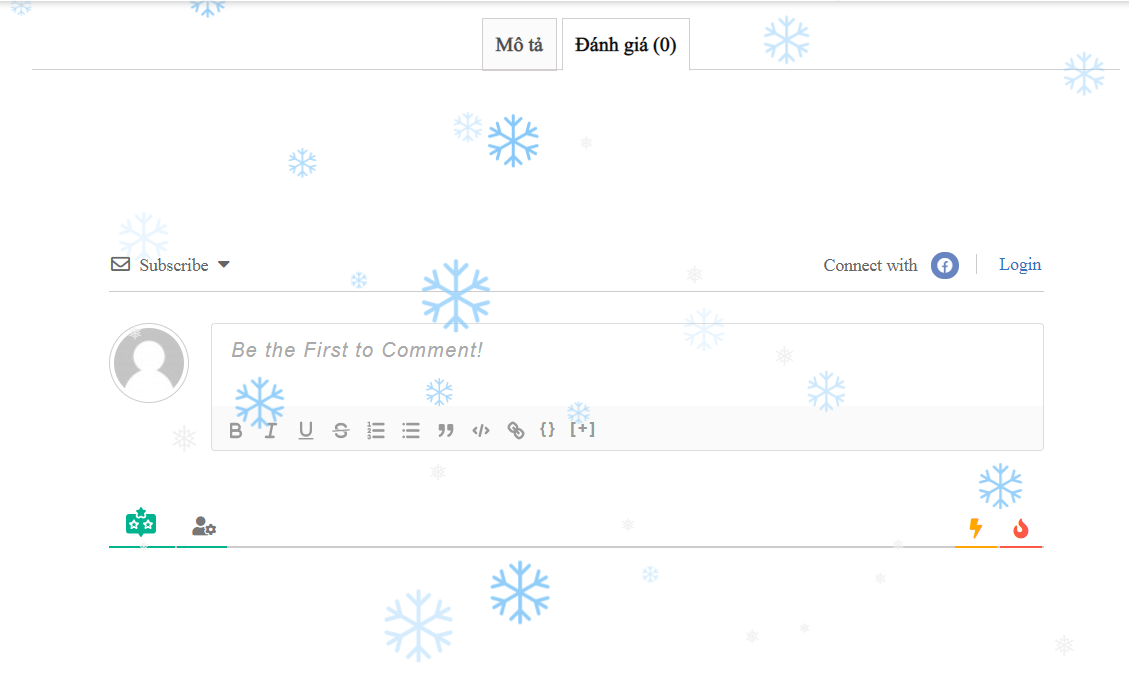 Mô tả Đánh giá (0)
Subscribe Connect with Login
Be the First to Comment!
B I U S {} [+]